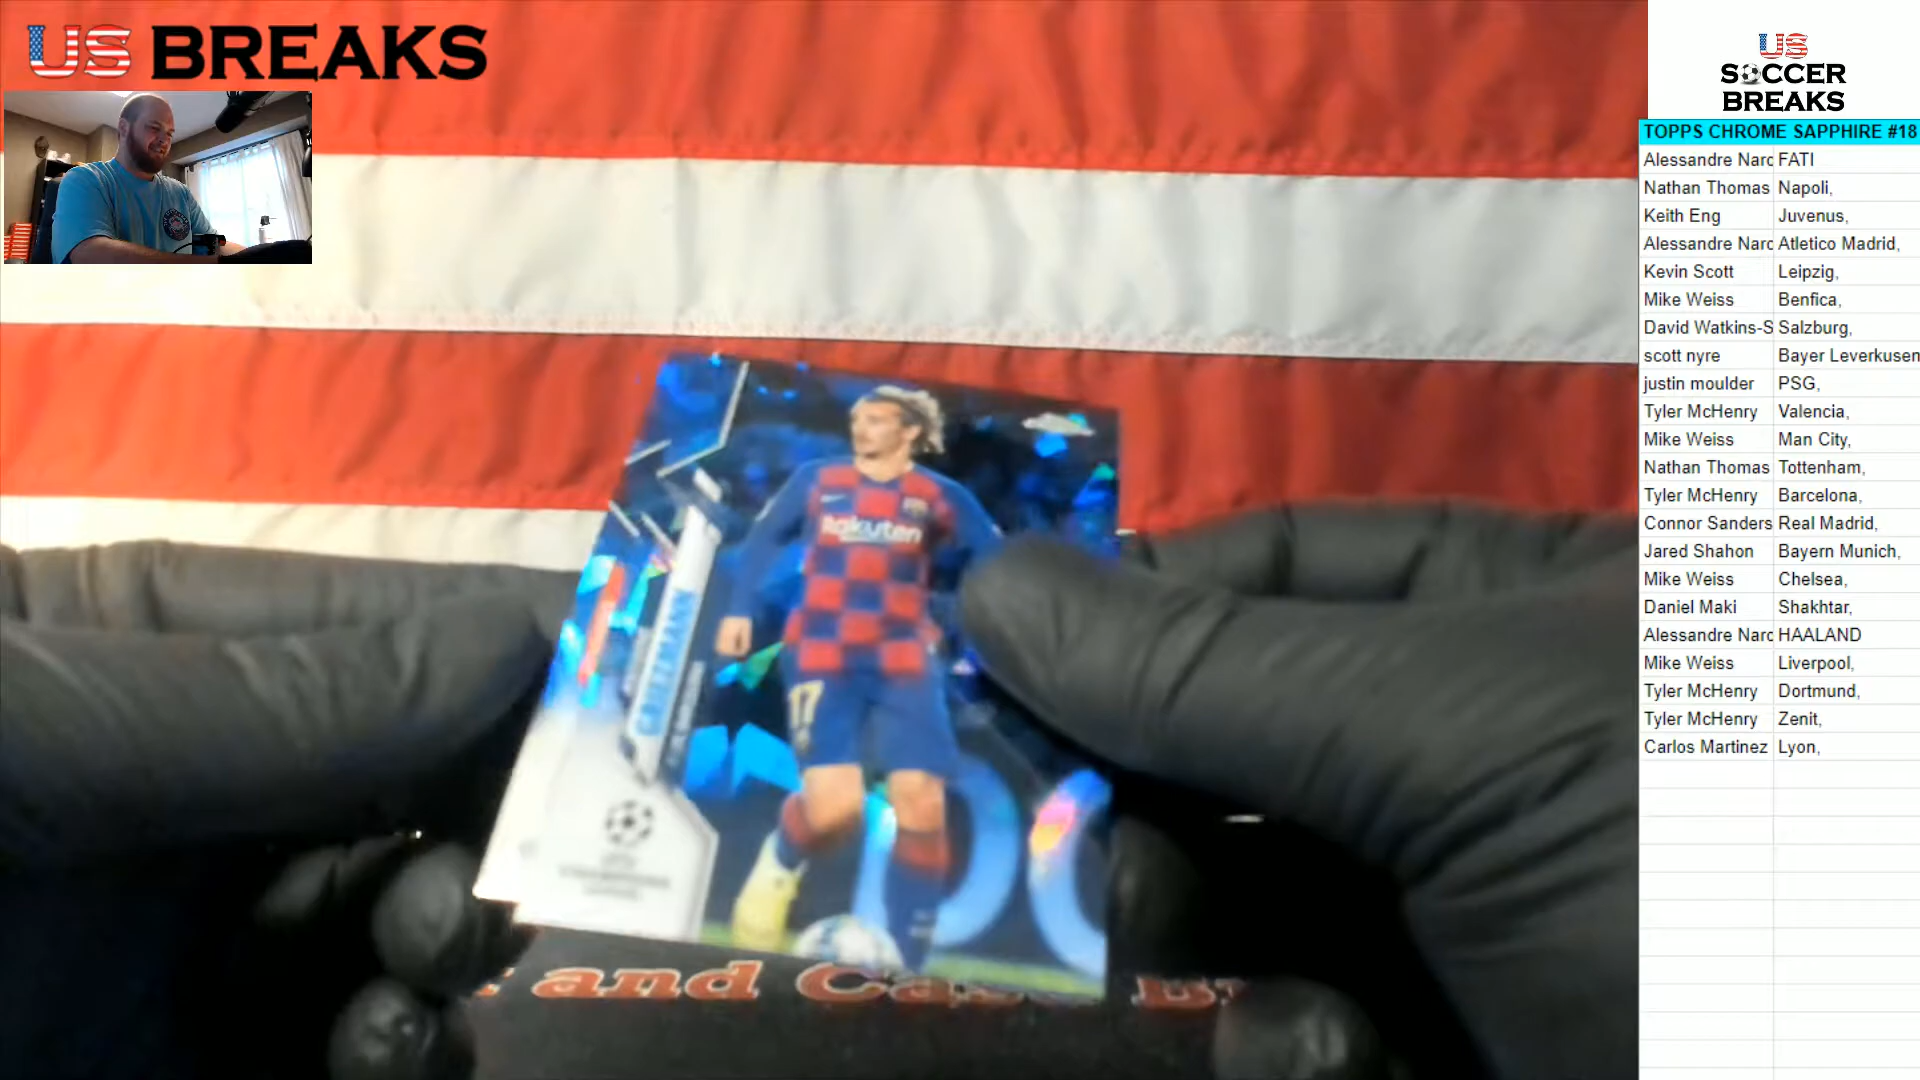 US BREAKS
US
SOCCER
BREAKS
TOPPS CHROME SAPPHIRE #18
Alessandre Narc FATI
Nathan Thomas Napoli,
Keith Eng Juvenus,
Alessandre Narc Atletico Madrid,
Kevin Scott Leipzig,
Mike Weiss Benfica,
David Watkins-S Salzburg,
scott nyre Bayer Leverkusen
justin moulder PSG,
Tyler McHenry Valencia,
Mike Weiss Man City,
Nathan Thomas Tottenham,
Tyler McHenry Barcelona,
Connor Sanders Real Madrid,
Jared Shahon Bayern Munich,
Mike Weiss Chelsea,
Daniel Maki Shakhtar,
Alessandre Narc HAALAND
Mike Weiss Liverpool,
Tyler McHenry Dortmund,
Tyler McHenry Zenit,
Carlos Martinez Lyon,
Rakuten
GRIEZMANN
17
and